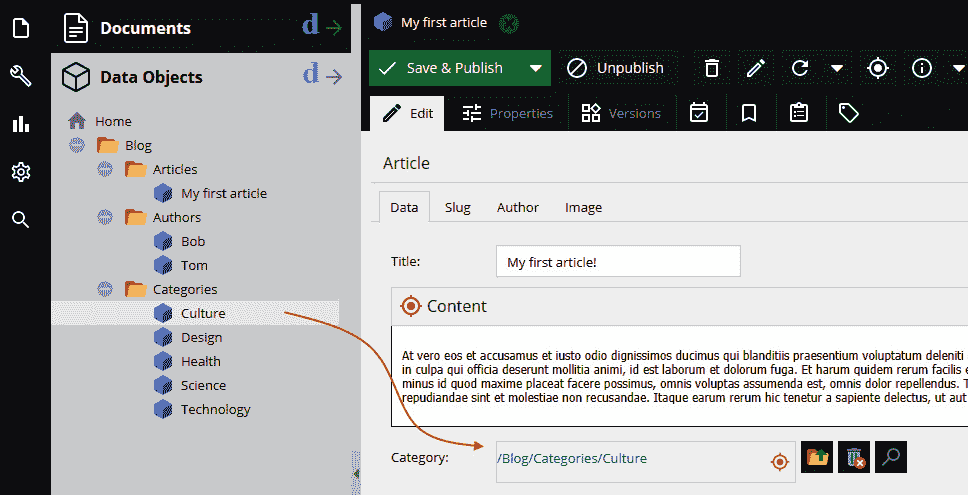 Documents
Data Objects
Home
Blog
Articles
My first article
Authors
Bob
Tom
Categories
Culture
Design
Health
Science
Technology
My first article
Save & Publish
Unpublish
Edit
Properties
Versions
Article
Data
Slug
Author
Image
Title:
My first article!
Content
At vero eos et accusamus et iusto odio dignissimos ducimus qui blanditiis praesentium voluptatum deleniti
in culpa qui officia deserunt mollitia animi, id est laborum et dolorum fuga. Et harum quidem rerum facilis e
minus id quod maxime placeat facere possimus, omnis voluptas assumenda est, omnis dolor repellendus. T
repudiandae sint et molestiae non recusandae. Itaque earum rerum hic tenetur a sapiente delectus, ut aut
Category:
/Blog/Categories/Culture